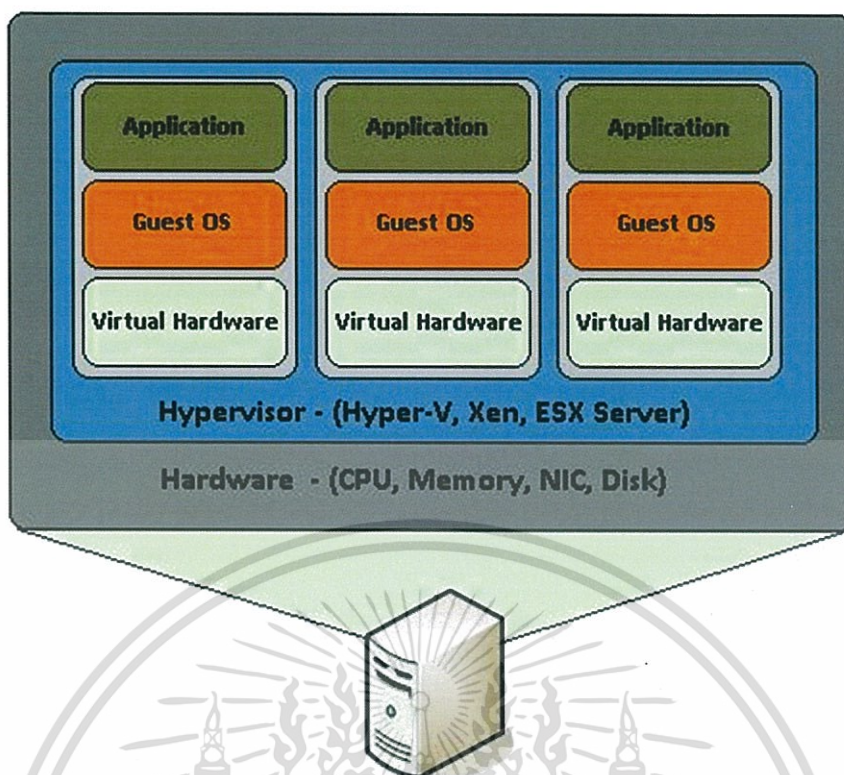 Application Application Application
Guest OS Guest OS Guest OS
Virtual Hardware Virtual Hardware Virtual Hardware
Hypervisor - (Hyper-V, Xen, ESX Server)
Hardware - (CPU, Memory, NIC, Disk)